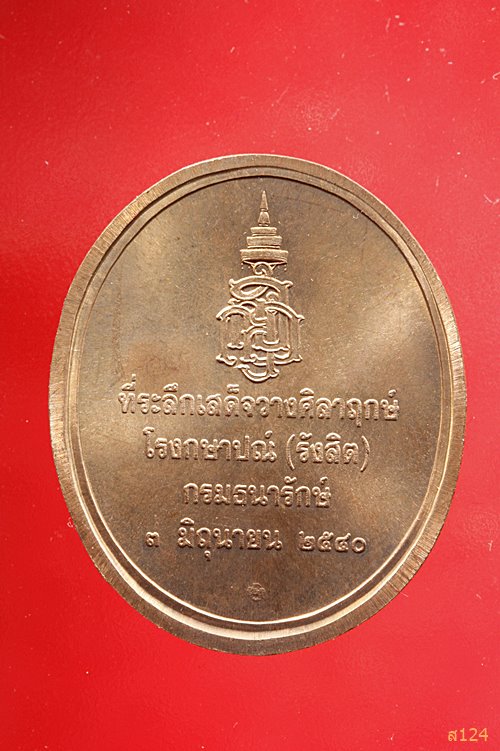 ที่ระลึกเสด็จวางศิลาฤกษ์
โรงกษาปณ์ (รังสิต)
กรมธนารักษ์
๓ มิถุนายน ๒๕๔๐
ส124